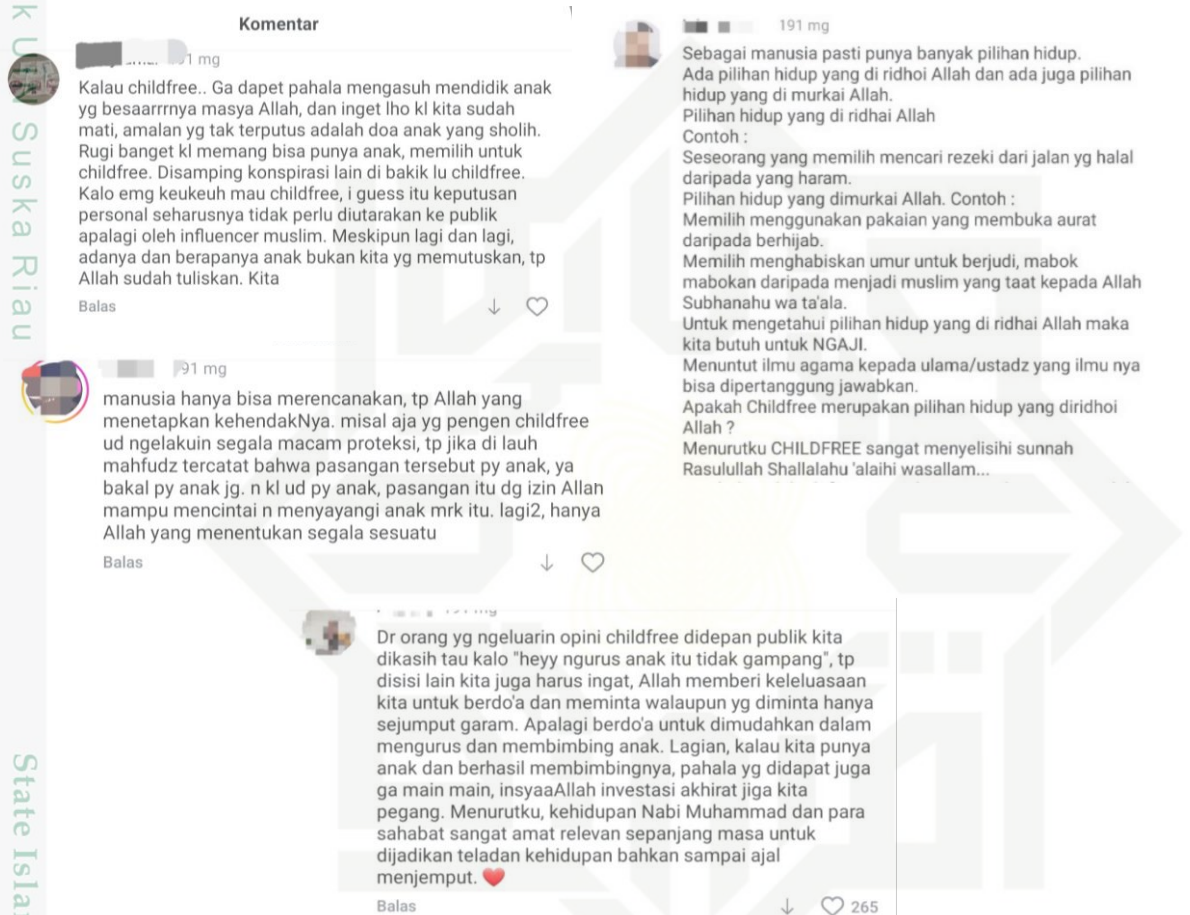 k U Suska Riau
State Islar
Komentar
1 mg
Kalau childfree.. Ga dapet pahala mengasuh mendidik anak
yg besaarrrnya masya Allah, dan inget lho kl kita sudah
mati, amalan yg tak terputus adalah doa anak yang sholih.
Rugi banget kl memang bisa punya anak, memilih untuk
childfree. Disamping konspirasi lain di bakik lu childfree.
Kalo emg keukeuh mau childfree, i guess itu keputusan
personal seharusnya tidak perlu diutarakan ke publik
apalagi oleh influencer muslim. Meskipun lagi dan lagi,
adanya dan berapanya anak bukan kita yg memutuskan, tp
Allah sudah tuliskan. Kita
Balas
91 mg
manusia hanya bisa merencanakan, tp Allah yang
menetapkan kehendakNya. misal aja yg pengen childfree
ud ngelakuin segala macam proteksi, tp jika di lauh
mahfudz tercatat bahwa pasangan tersebut py anak, ya
bakal py anak jg. n kl ud py anak, pasangan itu dg izin Allah
mampu mencintai n menyayangi anak mrk itu. lagi2, hanya
Allah yang menentukan segala sesuatu
Balas
191 mg
Sebagai manusia pasti punya banyak pilihan hidup.
Ada pilihan hidup yang di ridhoi Allah dan ada juga pilihan
hidup yang di murkai Allah.
Pilihan hidup yang di ridhai Allah
Contoh :
Seseorang yang memilih mencari rezeki dari jalan yg halal
daripada yang haram.
Pilihan hidup yang dimurkai Allah. Contoh :
Memilih menggunakan pakaian yang membuka aurat
daripada berhijab.
Memilih menghabiskan umur untuk berjudi, mabok
mabokan daripada menjadi muslim yang taat kepada Allah
Subhanahu wa ta'ala.
Untuk mengetahui pilihan hidup yang di ridhai Allah maka
kita butuh untuk NGAJI.
Menuntut ilmu agama kepada ulama/ustadz yang ilmu nya
bisa dipertanggung jawabkan.
Apakah Childfree merupakan pilihan hidup yang diridhoi
Allah ?
Menurutku CHILDFREE sangat menyelisihi sunnah
Rasulullah Shallalahu 'alaihi wasallam...
Dr orang yg ngeluarin opini childfree didepan publik kita
dikasih tau kalo "heyy ngurus anak itu tidak gampang", tp
disisi lain kita juga harus ingat, Allah memberi keleluasaan
kita untuk berdo'a dan meminta walaupun yg diminta hanya
sejumput garam. Apalagi berdo'a untuk dimudahkan dalam
mengurus dan membimbing anak. Lagian, kalau kita punya
anak dan berhasil membimbingnya, pahala yg didapat juga
ga main main, insyaaAllah investasi akhirat jiga kita
pegang. Menurutku, kehidupan Nabi Muhammad dan para
sahabat sangat amat relevan sepanjang masa untuk
dijadikan teladan kehidupan bahkan sampai ajal
menjemput. ❤️
Balas
265